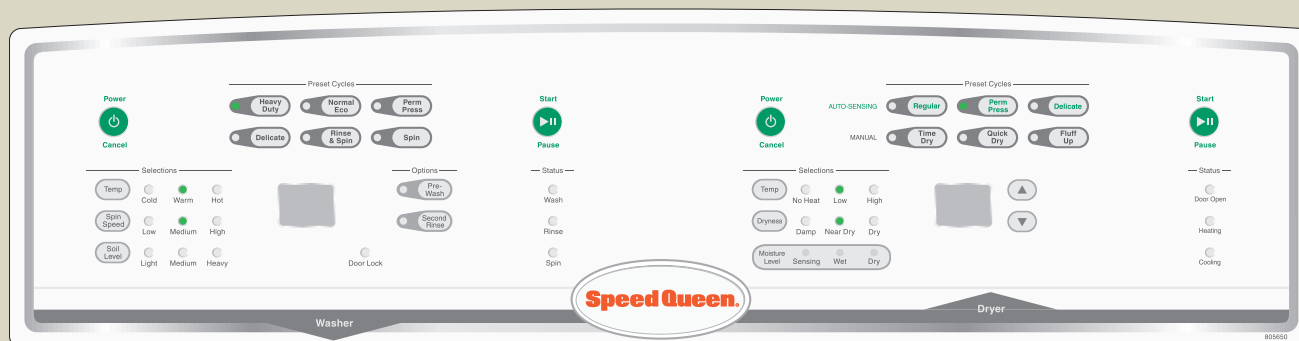 Preset Cycles
Power
Cancel
Heavy Duty
Normal Eco
Perm Press
Delicate
Rinse & Spin
Spin
Start
Pause
Selections
Temp
Cold Warm Hot
Spin Speed
Low Medium High
Soil Level
Light Medium Heavy
Door Lock
Options
Pre-Wash
Second Rinse
Status
Wash
Rinse
Spin
Washer
Speed Queen.
Preset Cycles
Power
Cancel
AUTO-SENSING
Regular
Perm Press
Delicate
MANUAL
Time Dry
Quick Dry
Fluff Up
Start
Pause
Selections
Temp
No Heat Low High
Dryness
Damp Near Dry Dry
Moisture Level
Sensing Wet Dry
Status
Door Open
Heating
Cooling
Dryer
805650